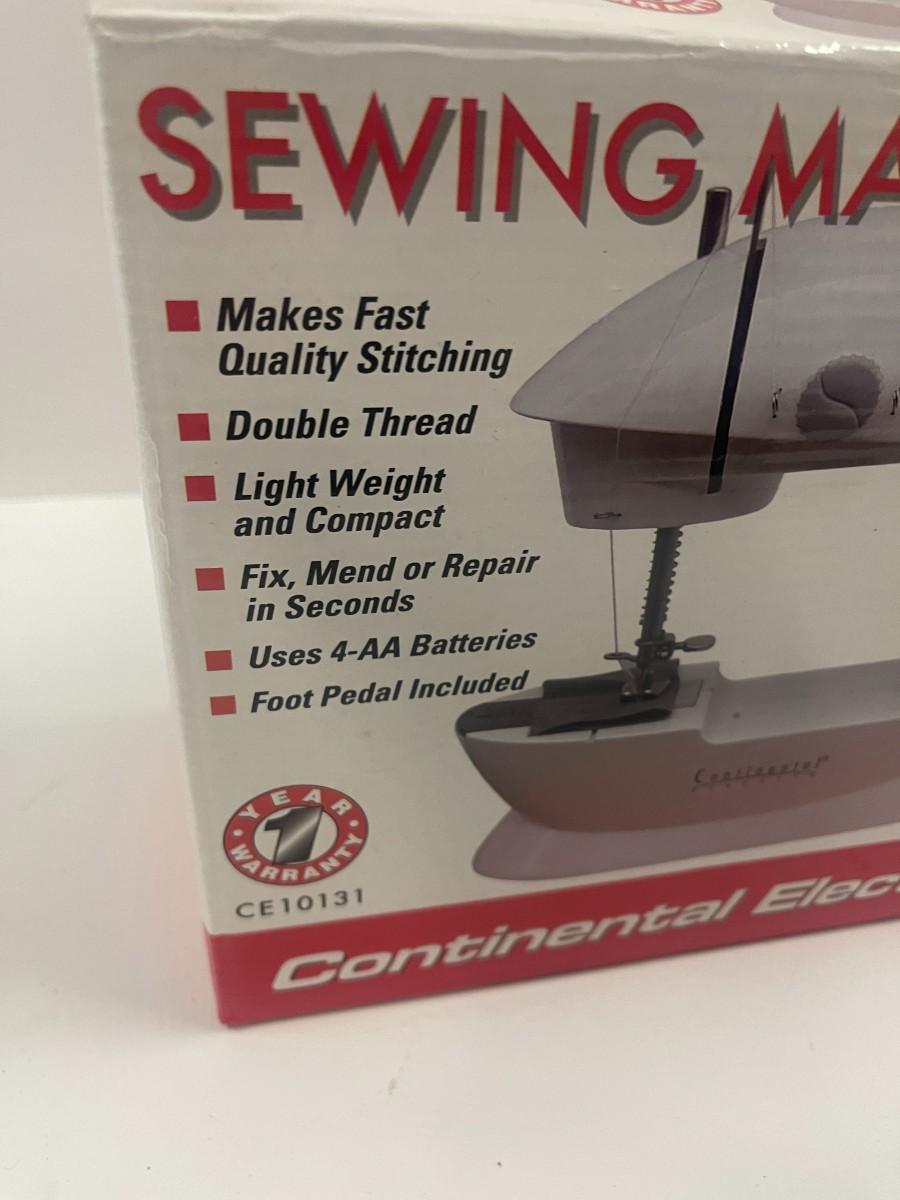 SEWING MA
Makes Fast
Quality Stitching
Double Thread
Light Weight
and Compact
Fix, Mend or Repair
in Seconds
Uses 4-AA Batteries
Foot Pedal Included
Continental
YEAR
1
WARRANTY
CE10131
Continental Elec